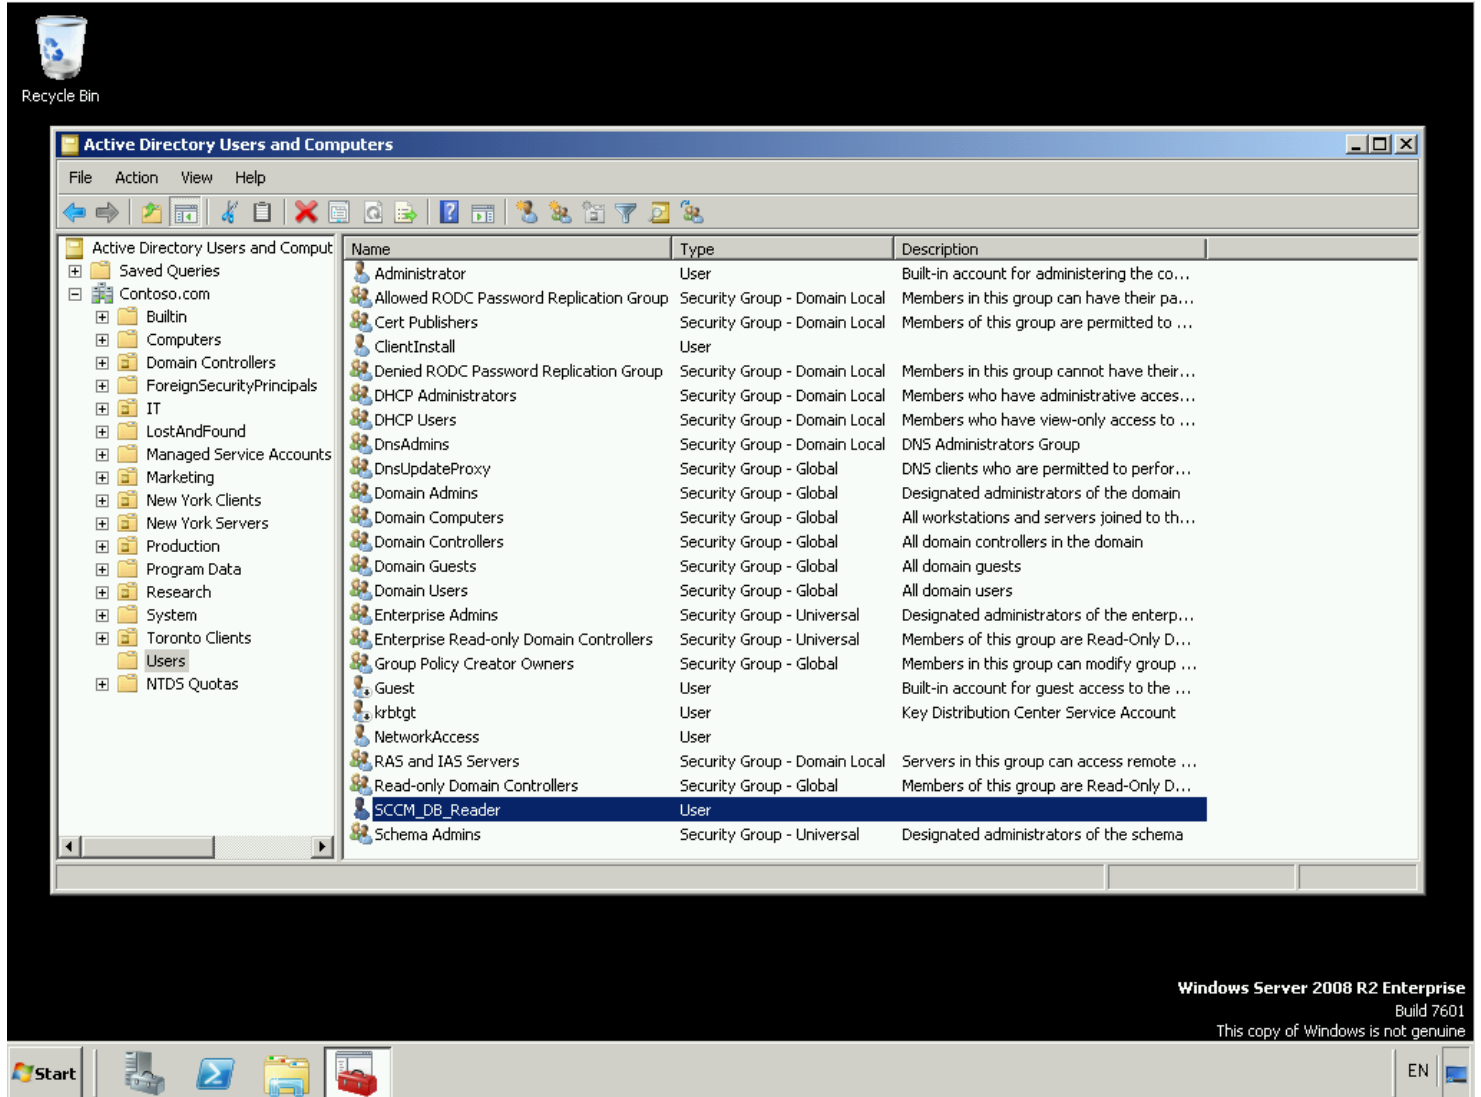 Recycle Bin
Active Directory Users and Computers
File Action View Help
Active Directory Users and Comput
Saved Queries
Contoso.com
Builtin
Computers
Domain Controllers
ForeignSecurityPrincipals
IT
LostAndFound
Managed Service Accounts
Marketing
New York Clients
New York Servers
Production
Program Data
Research
System
Toronto Clients
Users
NTDS Quotas
Name Type Description
Administrator User Built-in account for administering the co...
Allowed RODC Password Replication Group Security Group - Domain Local Members in this group can have their pa...
Cert Publishers Security Group - Domain Local Members of this group are permitted to ...
ClientInstall User
Denied RODC Password Replication Group Security Group - Domain Local Members in this group cannot have their...
DHCP Administrators Security Group - Domain Local Members who have administrative acces...
DHCP Users Security Group - Domain Local Members who have view-only access to ...
DnsAdmins Security Group - Domain Local DNS Administrators Group
DnsUpdateProxy Security Group - Global DNS clients who are permitted to perfor...
Domain Admins Security Group - Global Designated administrators of the domain
Domain Computers Security Group - Global All workstations and servers joined to th...
Domain Controllers Security Group - Global All domain controllers in the domain
Domain Guests Security Group - Global All domain guests
Domain Users Security Group - Global All domain users
Enterprise Admins Security Group - Universal Designated administrators of the enterp...
Enterprise Read-only Domain Controllers Security Group - Universal Members of this group are Read-Only D...
Group Policy Creator Owners Security Group - Global Members in this group can modify group ...
Guest User Built-in account for guest access to the ...
krbtgt User Key Distribution Center Service Account
NetworkAccess User
RAS and IAS Servers Security Group - Domain Local Servers in this group can access remote ...
Read-only Domain Controllers Security Group - Global Members of this group are Read-Only D...
SCCM_DB_Reader User
Schema Admins Security Group - Universal Designated administrators of the schema
Windows Server 2008 R2 Enterprise
Build 7601
This copy of Windows is not genuine
Start
EN